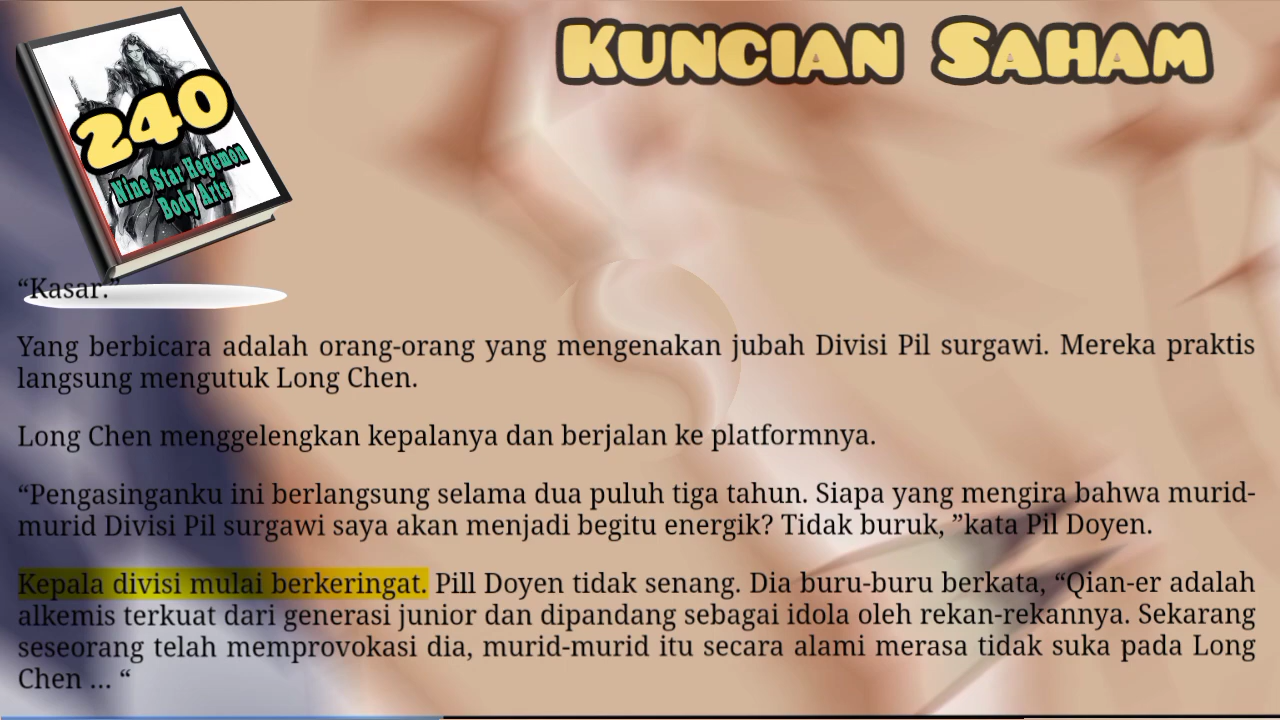 Kuncian Saham
240
Nine Star Hegemon
Body Arts
“Kasar.”
Yang berbicara adalah orang-orang yang mengenakan jubah Divisi Pil surgawi. Mereka praktis
langsung mengutuk Long Chen.
Long Chen menggelengkan kepalanya dan berjalan ke platformnya.
“Pengasinganku ini berlangsung selama dua puluh tiga tahun. Siapa yang mengira bahwa murid-
murid Divisi Pil surgawi saya akan menjadi begitu energik? Tidak buruk, ”kata Pil Doyen.
Kepala divisi mulai berkeringat. Pill Doyen tidak senang. Dia buru-buru berkata, “Qian-er adalah
alkemis terkuat dari generasi junior dan dipandang sebagai idola oleh rekan-rekannya. Sekarang
seseorang telah memprovokasi dia, murid-murid itu secara alami merasa tidak suka pada Long
Chen ... “